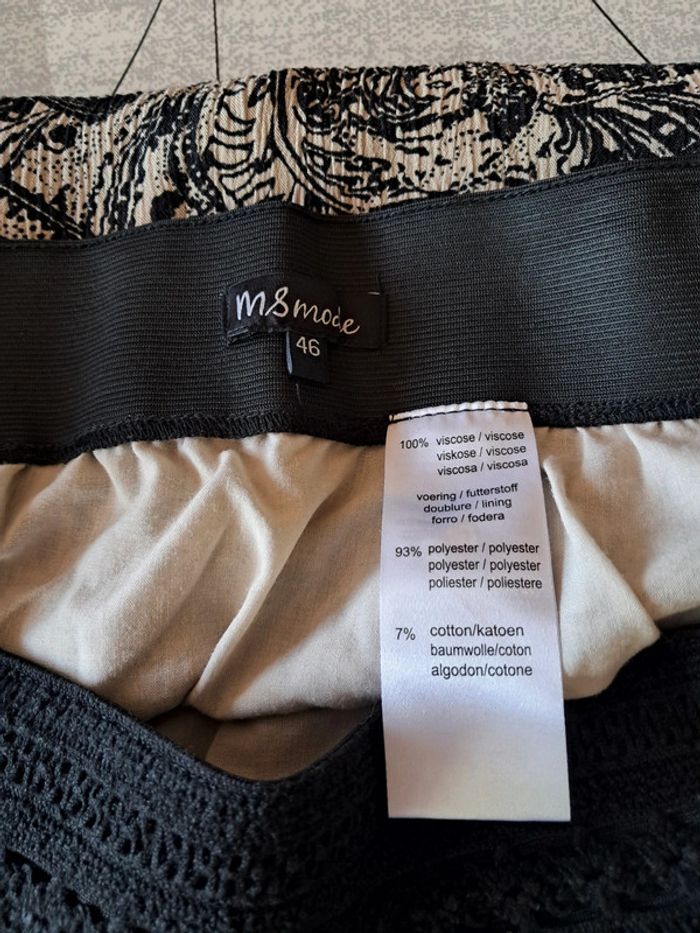 msmode
46
100% viscose / viscose
viskose / viscose
viscosa / viscosa
voering / futterstoff
doublure / lining
forro / fodera
93% polyester / polyester
polyester / polyester
poliester / poliestere
7% cotton/katoen
baumwolle/coton
algodon/cotone